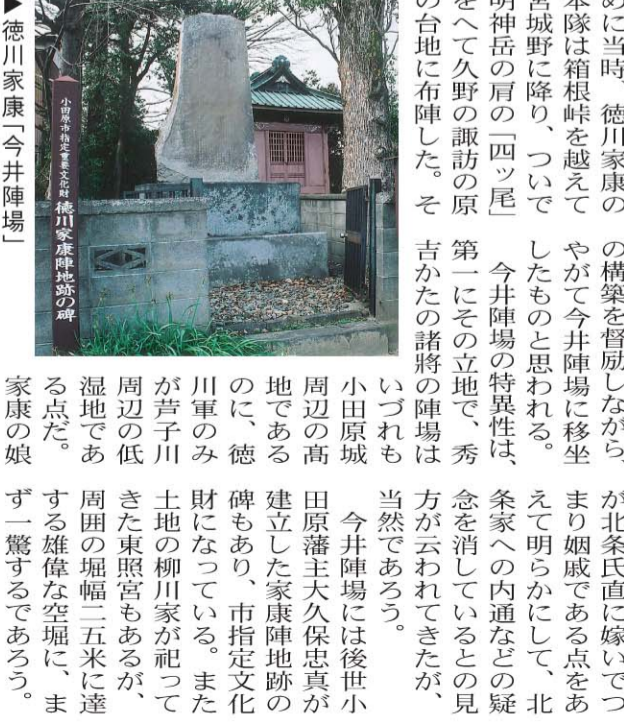 めに当時、徳川家康の
本隊は箱根峠を越えて
宮城野に降り、ついで
明神岳の肩の「四ッ尾」
をへて久野の諏訪の原
の台地に布陣した。そ
の構築を督励しながら、
やがて今井陣場に移坐
したものと思われる。
今井陣場の特異性は、
第一にその立地で、秀
吉かたの諸將の陣場は
いづれも
小田原城
周辺の髙
地である
のに、徳
川軍のみ
が芦子川
周辺の低
湿地であ
る点だ。
家康の娘
が北条氏直に嫁いでつ
まり姻戚である点をあ
えて明らかにして、北
条家への内通などの疑
念を消しているとの見
方が云われてきたが、
当然であろう。
今井陣場には後世小
田原藩主大久保忠真が
建立した家康陣地跡の
碑もあり、市指定文化
財になっている。また
土地の柳川家が祀って
きた東照宮もあるが、
周囲の堀幅二五米に達
する雄偉な空堀に、ま
ず一驚するであろう。
小田原市指定重要文化財 徳川家康陣地跡の碑
▶徳川家康「今井陣場」